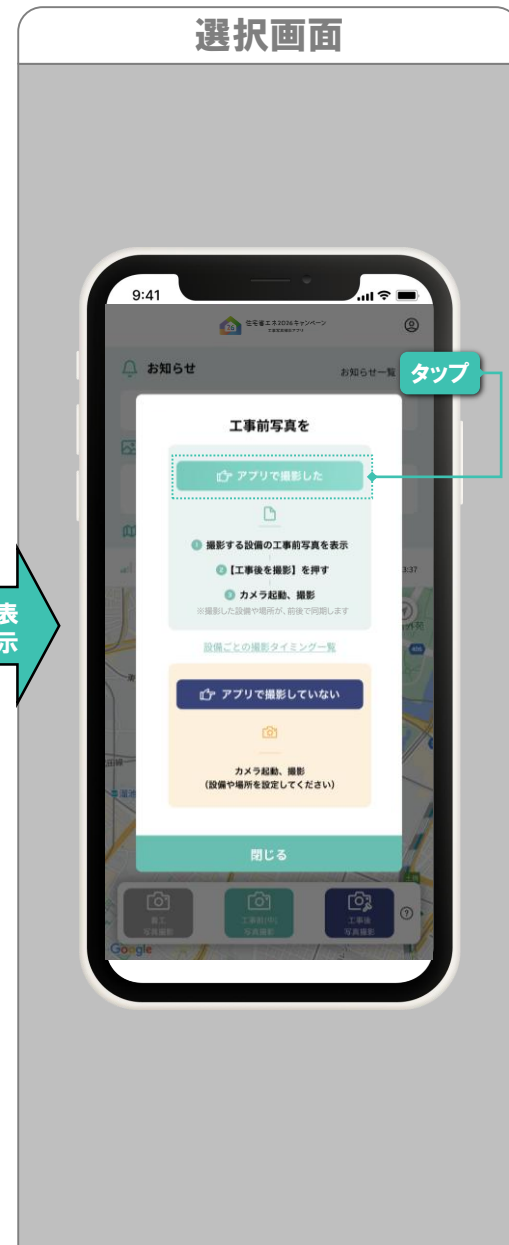 選択画面
9:41
住宅省エネ2026キャンペーン
お知らせ
お知らせ一覧
タップ
工事前写真を
アプリで撮影した
1 撮影する設備の工事前写真を表示
2 【工事後を撮影】を押す
3 カメラ起動、撮影
※撮影した設備や場所が、前後で同期します
3:37
設備ごとの撮影タイミング一覧
表示
アプリで撮影していない
カメラ起動、撮影
(設備や場所を設定してください)
閉じる
着工
写真撮影
工事前(中)
写真撮影
工事後
写真撮影
?
Google